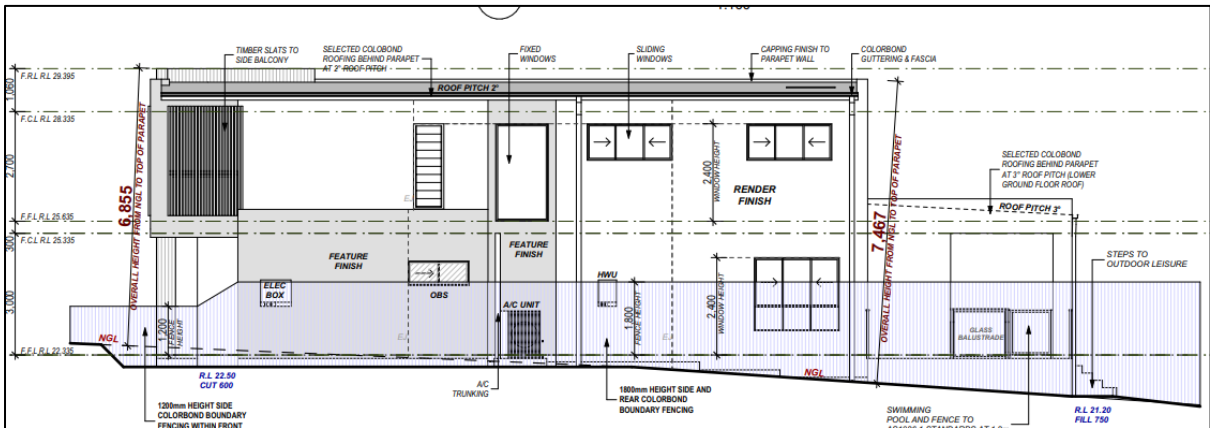 TIMBER SLATS TO
SIDE BALCONY
SELECTED COLOBOND
ROOFING BEHIND PARAPET
AT 2° ROOF PITCH
FIXED
WINDOWS
SLIDING
WINDOWS
CAPPING FINISH TO
PARAPET WALL
COLORBOND
GUTTERING & FASCIA
F.R.L R.L 29.395
1,060
ROOF PITCH 2°
F.C.L R.L 28.335
2,700
6,855
OVERALL HEIGHT FROM NGL TO TOP OF PARAPET
2,400
WINDOW HEIGHT
RENDER
FINISH
SELECTED COLOBOND
ROOFING BEHIND PARAPET
AT 3° ROOF PITCH (LOWER
GROUND FLOOR ROOF)
ROOF PITCH 3°
7,467
OVERALL HEIGHT FROM NGL TO TOP OF PARAPET
F.F.L R.L 25.635
300
F.C.L R.L 25.335
FEATURE
FINISH
FEATURE
FINISH
STEPS TO
OUTDOOR LEISURE
ELEC
BOX
OBS
HWU
A/C UNIT
3,000
1,200
FENCE
HEIGHT
1,800
FENCE HEIGHT
2,400
WINDOW HEIGHT
GLASS
BALUSTRADE
NGL
EJ
EJ
EJ
NGL
F.F.L R.L 22.335
R.L 22.50
CUT 600
A/C
TRUNKING
1200mm HEIGHT SIDE
COLORBOND BOUNDARY
FENCING WITHIN FRONT
1800mm HEIGHT SIDE AND
REAR COLORBOND
BOUNDARY FENCING
SWIMMING
POOL AND FENCE TO
R.L 21.20
FILL 750